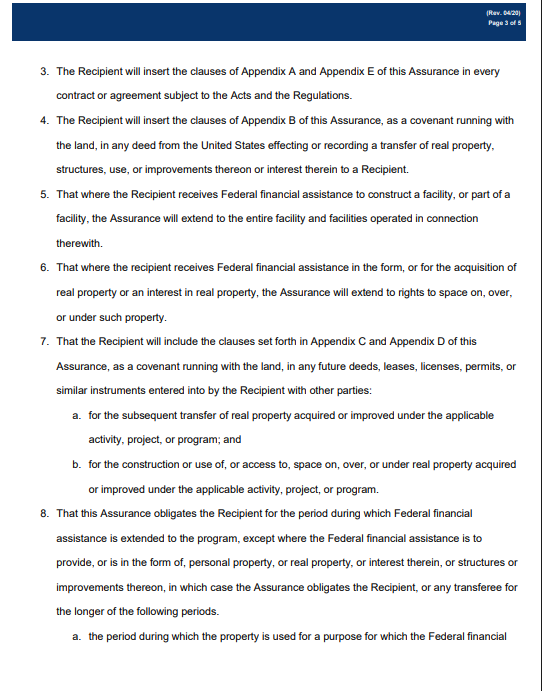 (Rev. 04/20)
Page 3 of 5
3. The Recipient will insert the clauses of Appendix A and Appendix E of this Assurance in every
contract or agreement subject to the Acts and the Regulations.
4. The Recipient will insert the clauses of Appendix B of this Assurance, as a covenant running with
the land, in any deed from the United States effecting or recording a transfer of real property,
structures, use, or improvements thereon or interest therein to a Recipient.
5. That where the Recipient receives Federal financial assistance to construct a facility, or part of a
facility, the Assurance will extend to the entire facility and facilities operated in connection
therewith.
6. That where the recipient receives Federal financial assistance in the form, or for the acquisition of
real property or an interest in real property, the Assurance will extend to rights to space on, over,
or under such property.
7. That the Recipient will include the clauses set forth in Appendix C and Appendix D of this
Assurance, as a covenant running with the land, in any future deeds, leases, licenses, permits, or
similar instruments entered into by the Recipient with other parties:
a. for the subsequent transfer of real property acquired or improved under the applicable
activity, project, or program; and
b. for the construction or use of, or access to, space on, over, or under real property acquired
or improved under the applicable activity, project, or program.
8. That this Assurance obligates the Recipient for the period during which Federal financial
assistance is extended to the program, except where the Federal financial assistance is to
provide, or is in the form of, personal property, or real property, or interest therein, or structures or
improvements thereon, in which case the Assurance obligates the Recipient, or any transferee for
the longer of the following periods.
a. the period during which the property is used for a purpose for which the Federal financial